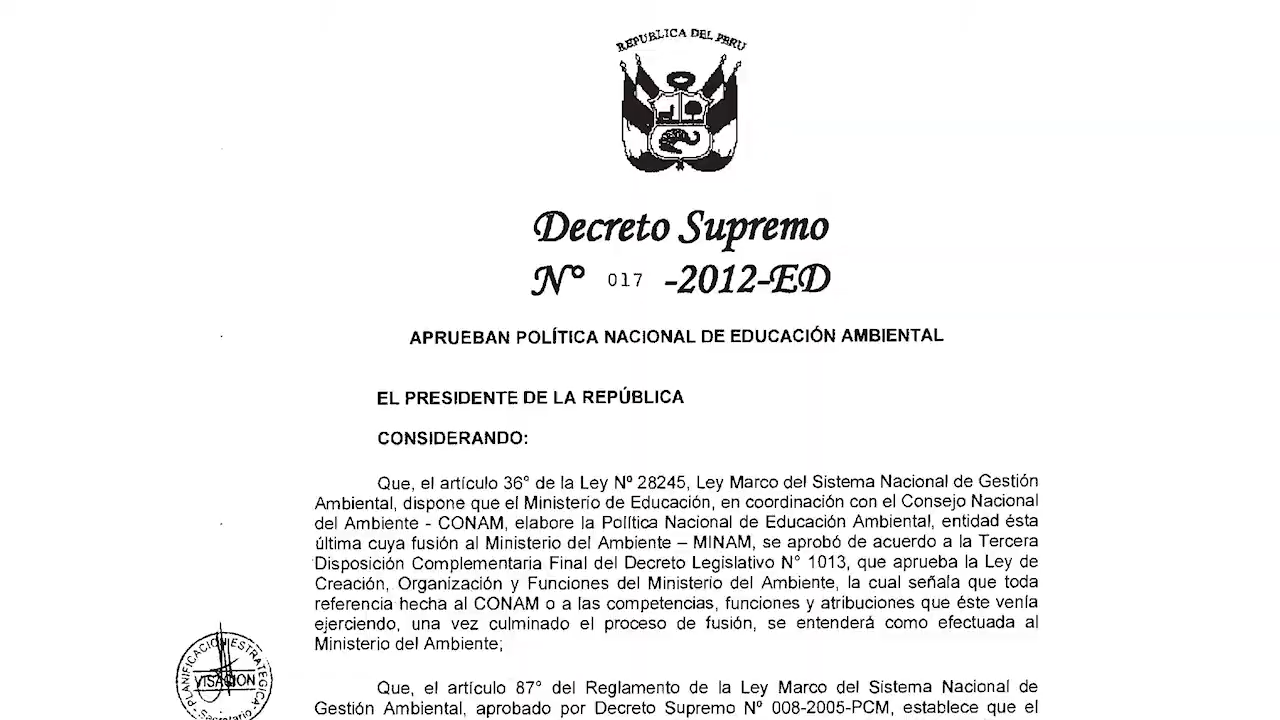 REPUBLICA DEL PERU
Decreto Supremo
N° 017 -2012-ED
APRUEBAN POLÍTICA NACIONAL DE EDUCACIÓN AMBIENTAL
EL PRESIDENTE DE LA REPÚBLICA
CONSIDERANDO:
Que, el artículo 36° de la Ley Nº 28245, Ley Marco del Sistema Nacional de Gestión
Ambiental, dispone que el Ministerio de Educación, en coordinación con el Consejo Nacional
del Ambiente - CONAM, elabore la Política Nacional de Educación Ambiental, entidad ésta
última cuya fusión al Ministerio del Ambiente – MINAM, se aprobó de acuerdo a la Tercera
Disposición Complementaria Final del Decreto Legislativo N° 1013, que aprueba la Ley de
Creación, Organización y Funciones del Ministerio del Ambiente, la cual señala que toda
referencia hecha al CONAM o a las competencias, funciones y atribuciones que éste venía
ejerciendo, una vez culminado el proceso de fusión, se entenderá como efectuada al
Ministerio del Ambiente;
PLANIFICACION ESTRATEGICA
VISACION
Secretario
Que, el artículo 87° del Reglamento de la Ley Marco del Sistema Nacional de
Gestión Ambiental, aprobado por Decreto Supremo Nº 008-2005-PCM, establece que el